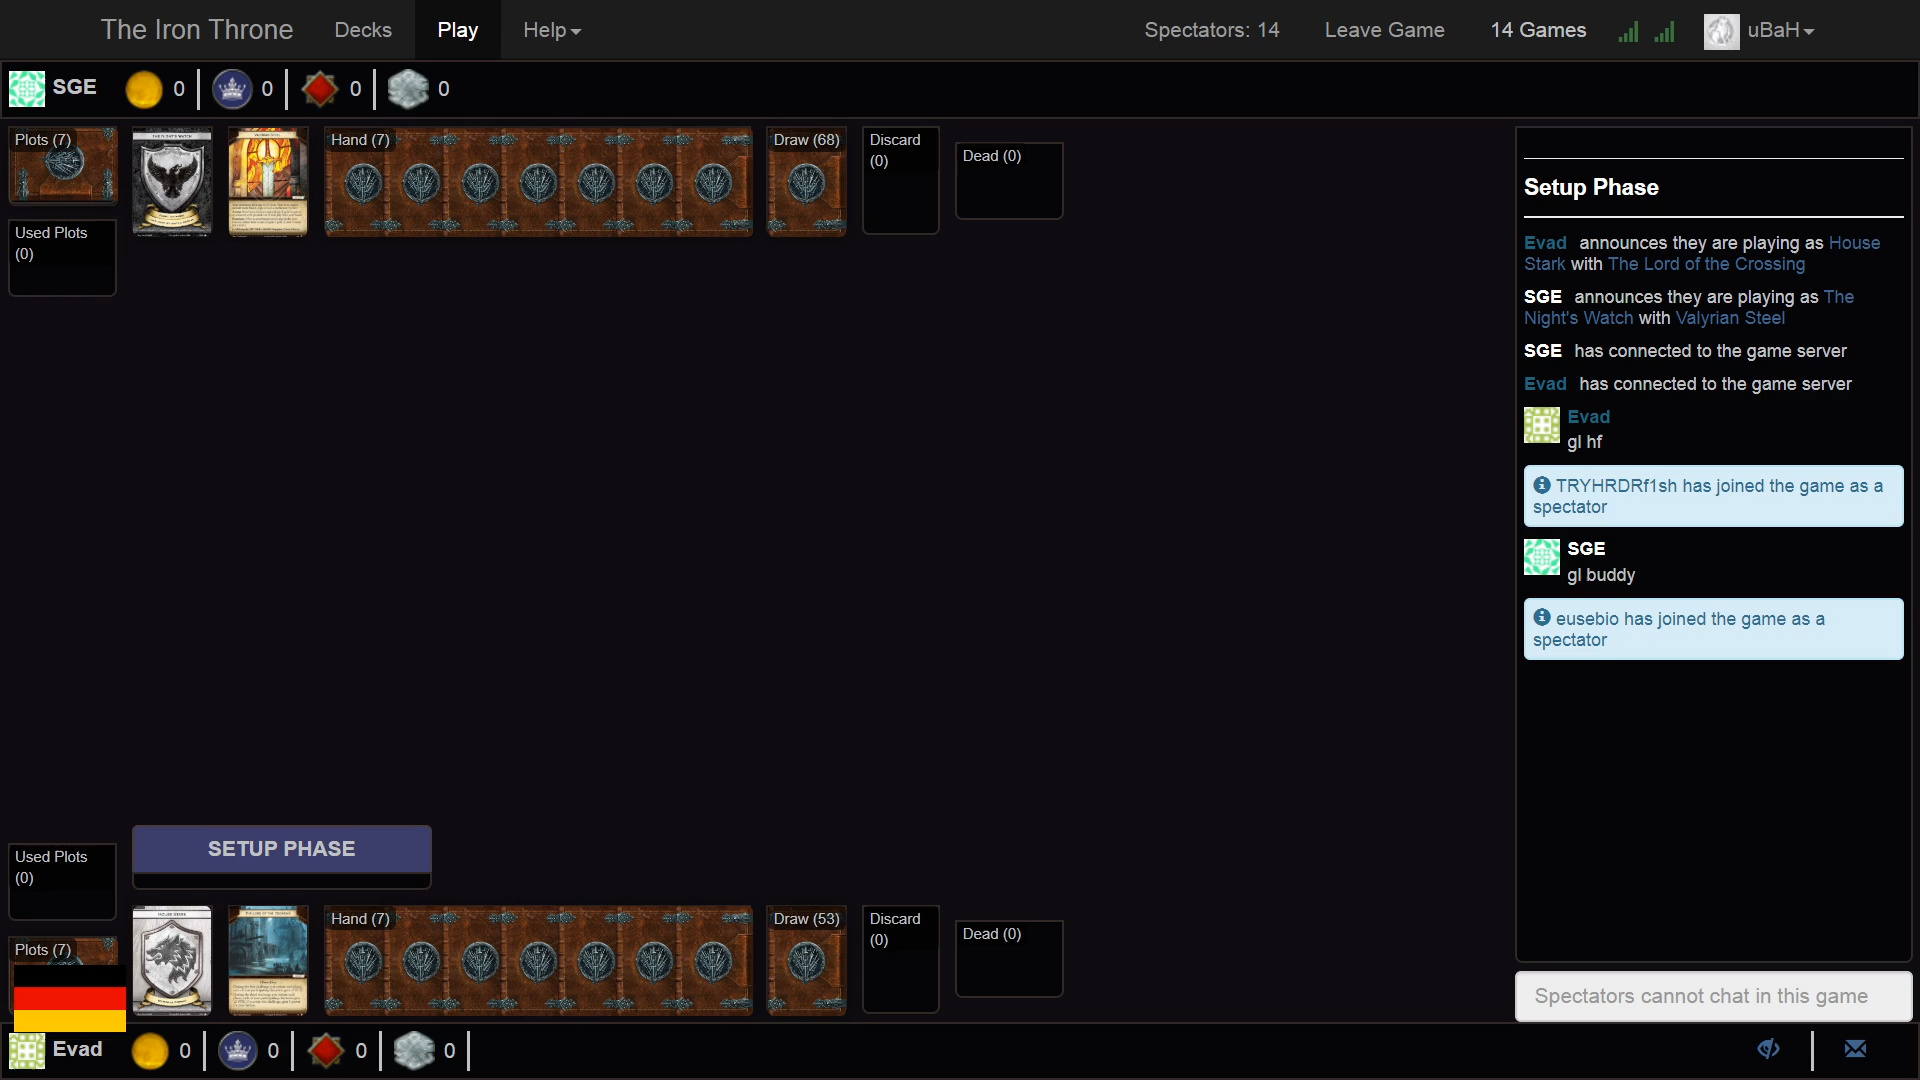 The Iron Throne Decks Play Help Spectators: 14 Leave Game 14 Games uBaH
SGE 0 0 0 0
Plots (7)
Hand (7)
Draw (68)
Discard
(0)
Dead (0)
Used Plots
(0)
Setup Phase
Evad announces they are playing as House
Stark with The Lord of the Crossing
SGE announces they are playing as The
Night's Watch with Valyrian Steel
SGE has connected to the game server
Evad has connected to the game server
Evad
gl hf
TRYHRDRf1sh has joined the game as a
spectator
SGE
gl buddy
eusebio has joined the game as a
spectator
Used Plots
(0)
SETUP PHASE
Plots (7)
Hand (7)
Draw (53)
Discard
(0)
Dead (0)
Spectators cannot chat in this game
Evad 0 0 0 0